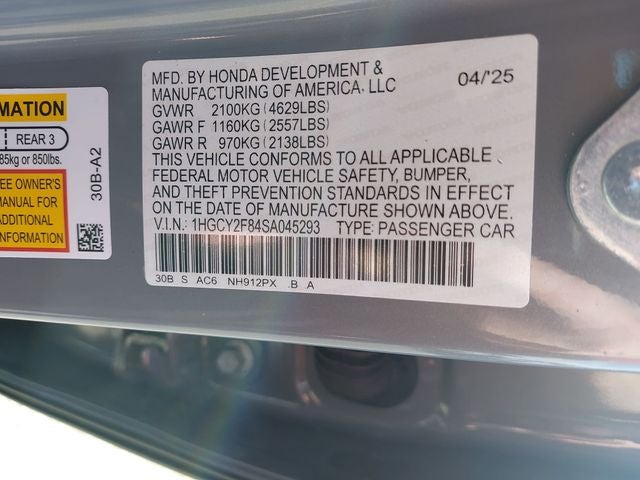 MATION
REAR 3
85kg or 850lbs.
EE OWNER'S
MANUAL FOR
INFORMATION
30B-A2
MFD. BY HONDA DEVELOPMENT &
MANUFACTURING OF AMERICA, LLC
04/'25
GVWR 2100KG (4629LBS)
GAWR F 1160KG (2557LBS)
GAWR R 970KG (2138LBS)
THIS VEHICLE CONFORMS TO ALL APPLICABLE
FEDERAL MOTOR VEHICLE SAFETY, BUMPER,
AND THEFT PREVENTION STANDARDS IN EFFECT
ON THE DATE OF MANUFACTURE SHOWN ABOVE.
V.I.N.: 1HGCY2F84SA045293 TYPE: PASSENGER CAR
30B S AC6 NH912PX .B A